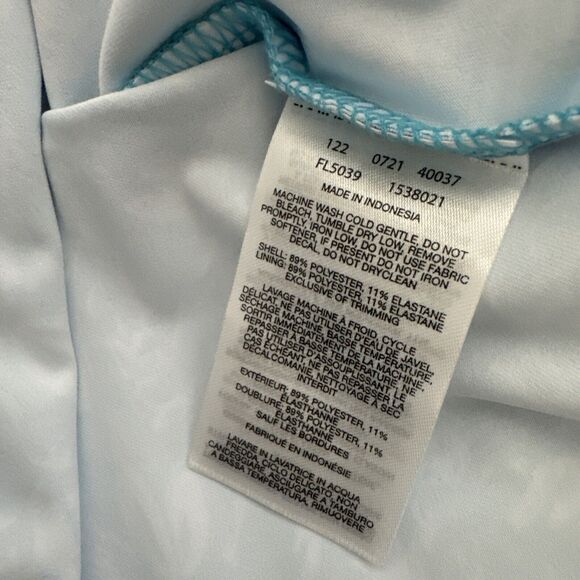 122 0721 40037
FL5039 1538021
MADE IN INDONESIA
MACHINE WASH COLD GENTLE, DO NOT
BLEACH, TUMBLE DRY LOW, REMOVE
PROMPTLY, IRON LOW, DO NOT USE FABRIC
SOFTENER, IF PRESENT DO NOT IRON
DECAL, DO NOT DRYCLEAN
SHELL: 89% POLYESTER, 11% ELASTANE
LINING: 89% POLYESTER, 11% ELASTANE
EXCLUSIVE OF TRIMMING
LAVAGE MACHINE À FROID, CYCLE
DÉLICAT, NE PAS UTILISER D'EAU DE JAVEL,
SÉCHAGE MACHINE BASSE TEMPÉRATURE,
SORTIR IMMÉDIATEMENT DE LA MACHINE,
REPASSER À BASSE TEMPÉRATURE, NE
PAS UTILISER D'ASSOUPLISSANT, LE
CAS ÉCHÉANT, NE PAS REPASSER LA
DÉCALCOMANIE, NETTOYAGE À SEC
INTERDIT
EXTÉRIEUR: 89% POLYESTER, 11%
ÉLASTHANNE
DOUBLURE: 89% POLYESTER, 11%
ÉLASTHANNE
SAUF LES BORDURES
FABRIQUÉ EN INDONÉSIE
LAVARE IN LAVATRICE IN ACQUA
FREDDA, CICLO DELICATO, NON
CANDEGGIARE, ASCIUGARE A TAMBURO
A BASSA TEMPERATURA, RIMUOVERE